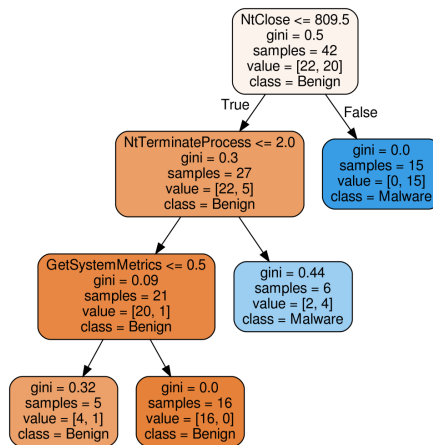 NtClose <= 809.5
gini = 0.5
samples = 42
value = [22, 20]
class = Benign
True
False
NtTerminateProcess <= 2.0
gini = 0.3
samples = 27
value = [22, 5]
class = Benign
gini = 0.0
samples = 15
value = [0, 15]
class = Malware
GetSystemMetrics <= 0.5
gini = 0.09
samples = 21
value = [20, 1]
class = Benign
gini = 0.44
samples = 6
value = [2, 4]
class = Malware
gini = 0.32
samples = 5
value = [4, 1]
class = Benign
gini = 0.0
samples = 16
value = [16, 0]
class = Benign